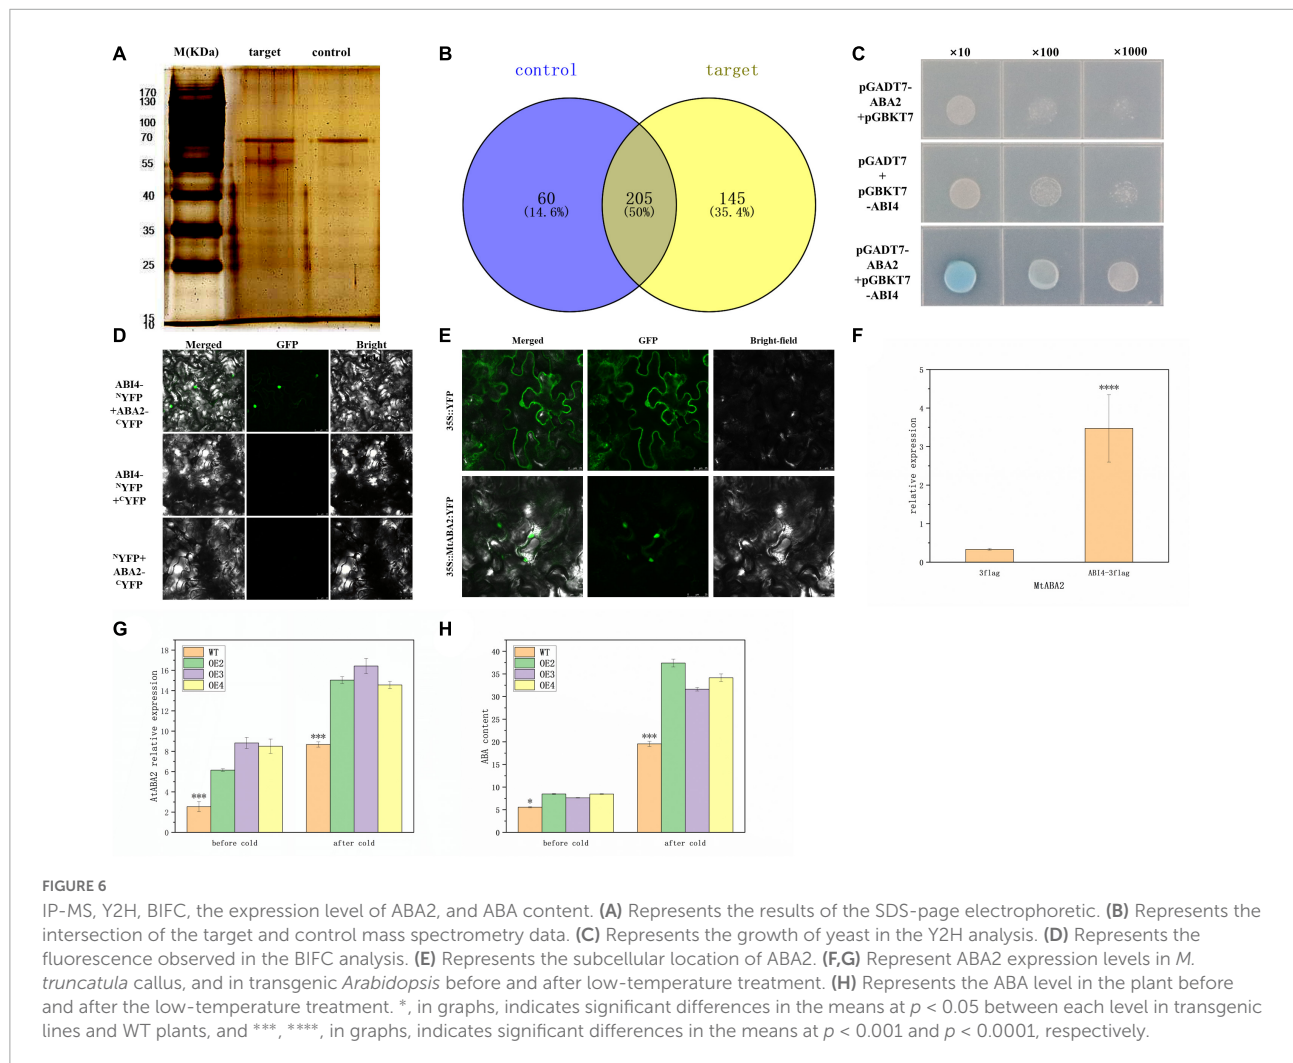 A
M(KDa) target control
170
130
100
70
55
40
35
25
15
10
B
control target
60
(14.6%)
205
(50%)
145
(35.4%)
C
×10 ×100 ×1000
pGADT7-
ABA2
+pGBKT7
pGADT7
+
pGBKT7
-ABI4
pGADT7-
ABA2
+pGBKT7
-ABI4
D
Merged GFP Bright
ABI4-
NYFP
+ABA2-
CYFP
ABI4-
NYFP
+CYFP
NYFP+
ABA2-
CYFP
E
Merged GFP Bright-field
35S::YFP
35S::MtABA2:YFP
F
relative expression
5
4
3
2
1
0
****
3flag ABI4-3flag
MtABA2
G
AtABA2 relative expression
18
16
14
12
10
8
6
4
2
0
WT
OE2
OE3
OE4
***
***
before cold after cold
H
ABA content
40
35
30
25
20
15
10
5
0
WT
OE2
OE3
OE4
*
***
before cold after cold
FIGURE 6
IP-MS, Y2H, BIFC, the expression level of ABA2, and ABA content. (A) Represents the results of the SDS-page electrophoretic. (B) Represents the
intersection of the target and control mass spectrometry data. (C) Represents the growth of yeast in the Y2H analysis. (D) Represents the
fluorescence observed in the BIFC analysis. (E) Represents the subcellular location of ABA2. (F,G) Represent ABA2 expression levels in M.
truncatula callus, and in transgenic Arabidopsis before and after low-temperature treatment. (H) Represents the ABA level in the plant before
and after the low-temperature treatment. *, in graphs, indicates significant differences in the means at p < 0.05 between each level in transgenic
lines and WT plants, and ***, ****, in graphs, indicates significant differences in the means at p < 0.001 and p < 0.0001, respectively.